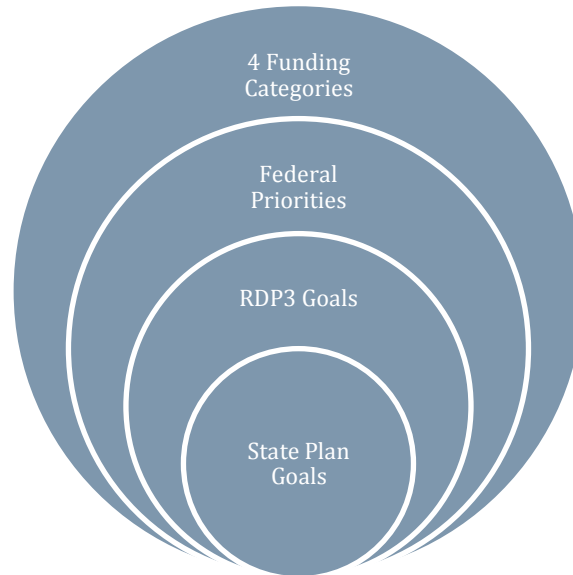 4 Funding
Categories
Federal
Priorities
RDP3 Goals
State Plan
Goals